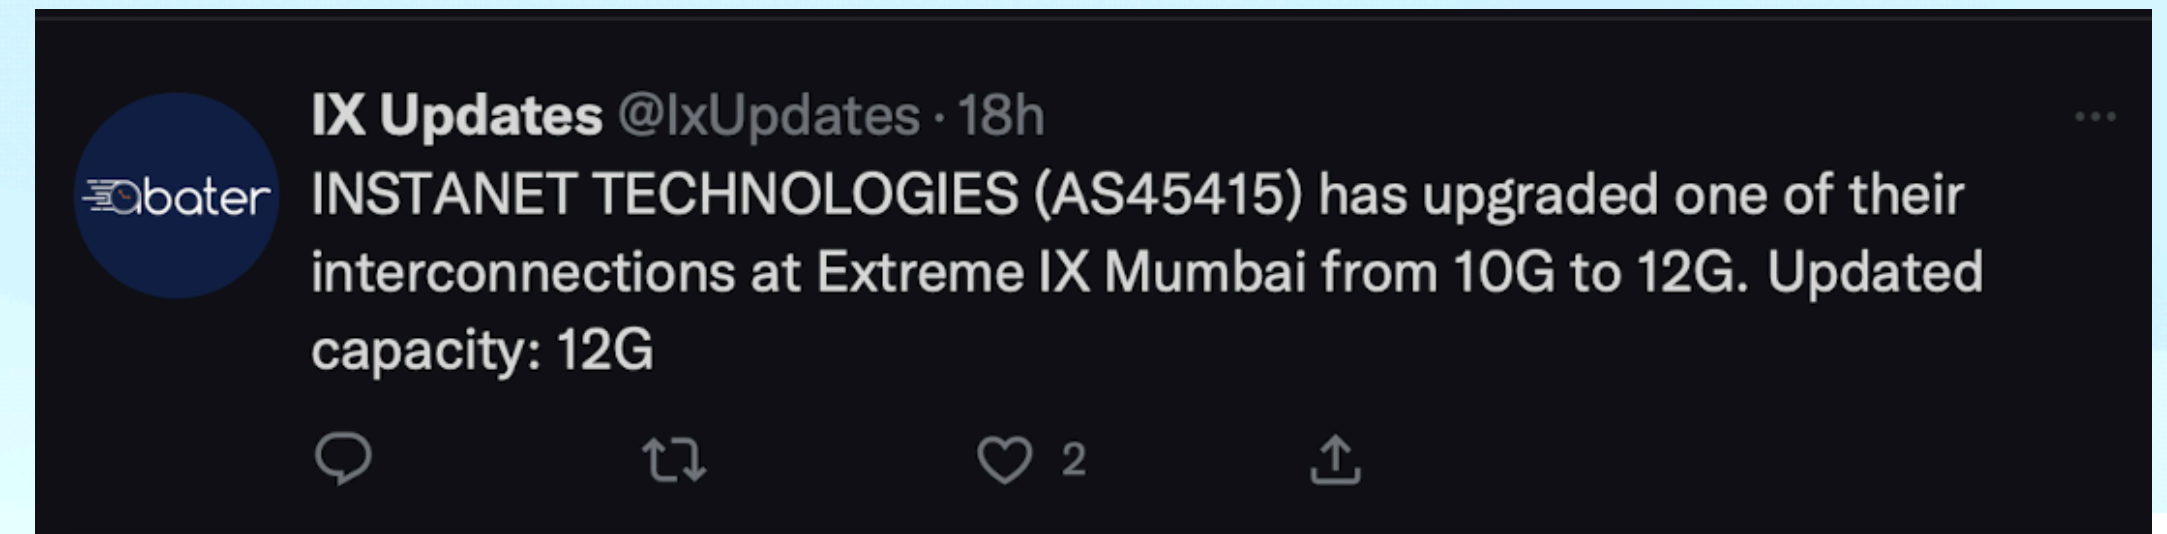 IX Updates @IxUpdates · 18h
abater
INSTANET TECHNOLOGIES (AS45415) has upgraded one of their
interconnections at Extreme IX Mumbai from 10G to 12G. Updated
capacity: 12G
2